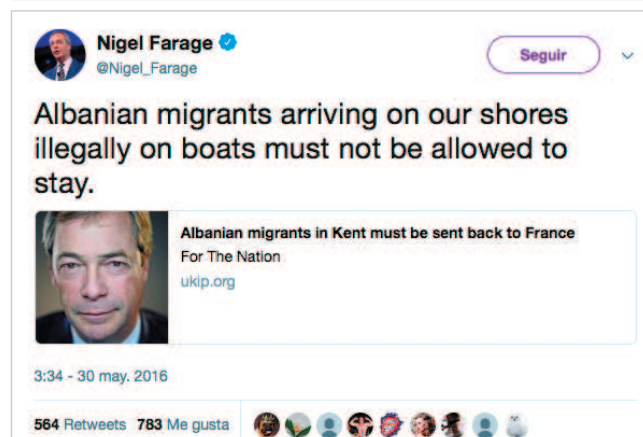 Nigel Farage
@Nigel_Farage
Seguir
Albanian migrants arriving on our shores
illegally on boats must not be allowed to
stay.
Albanian migrants in Kent must be sent back to France
For The Nation
ukip.org
3:34 - 30 may. 2016
564 Retweets 783 Me gusta